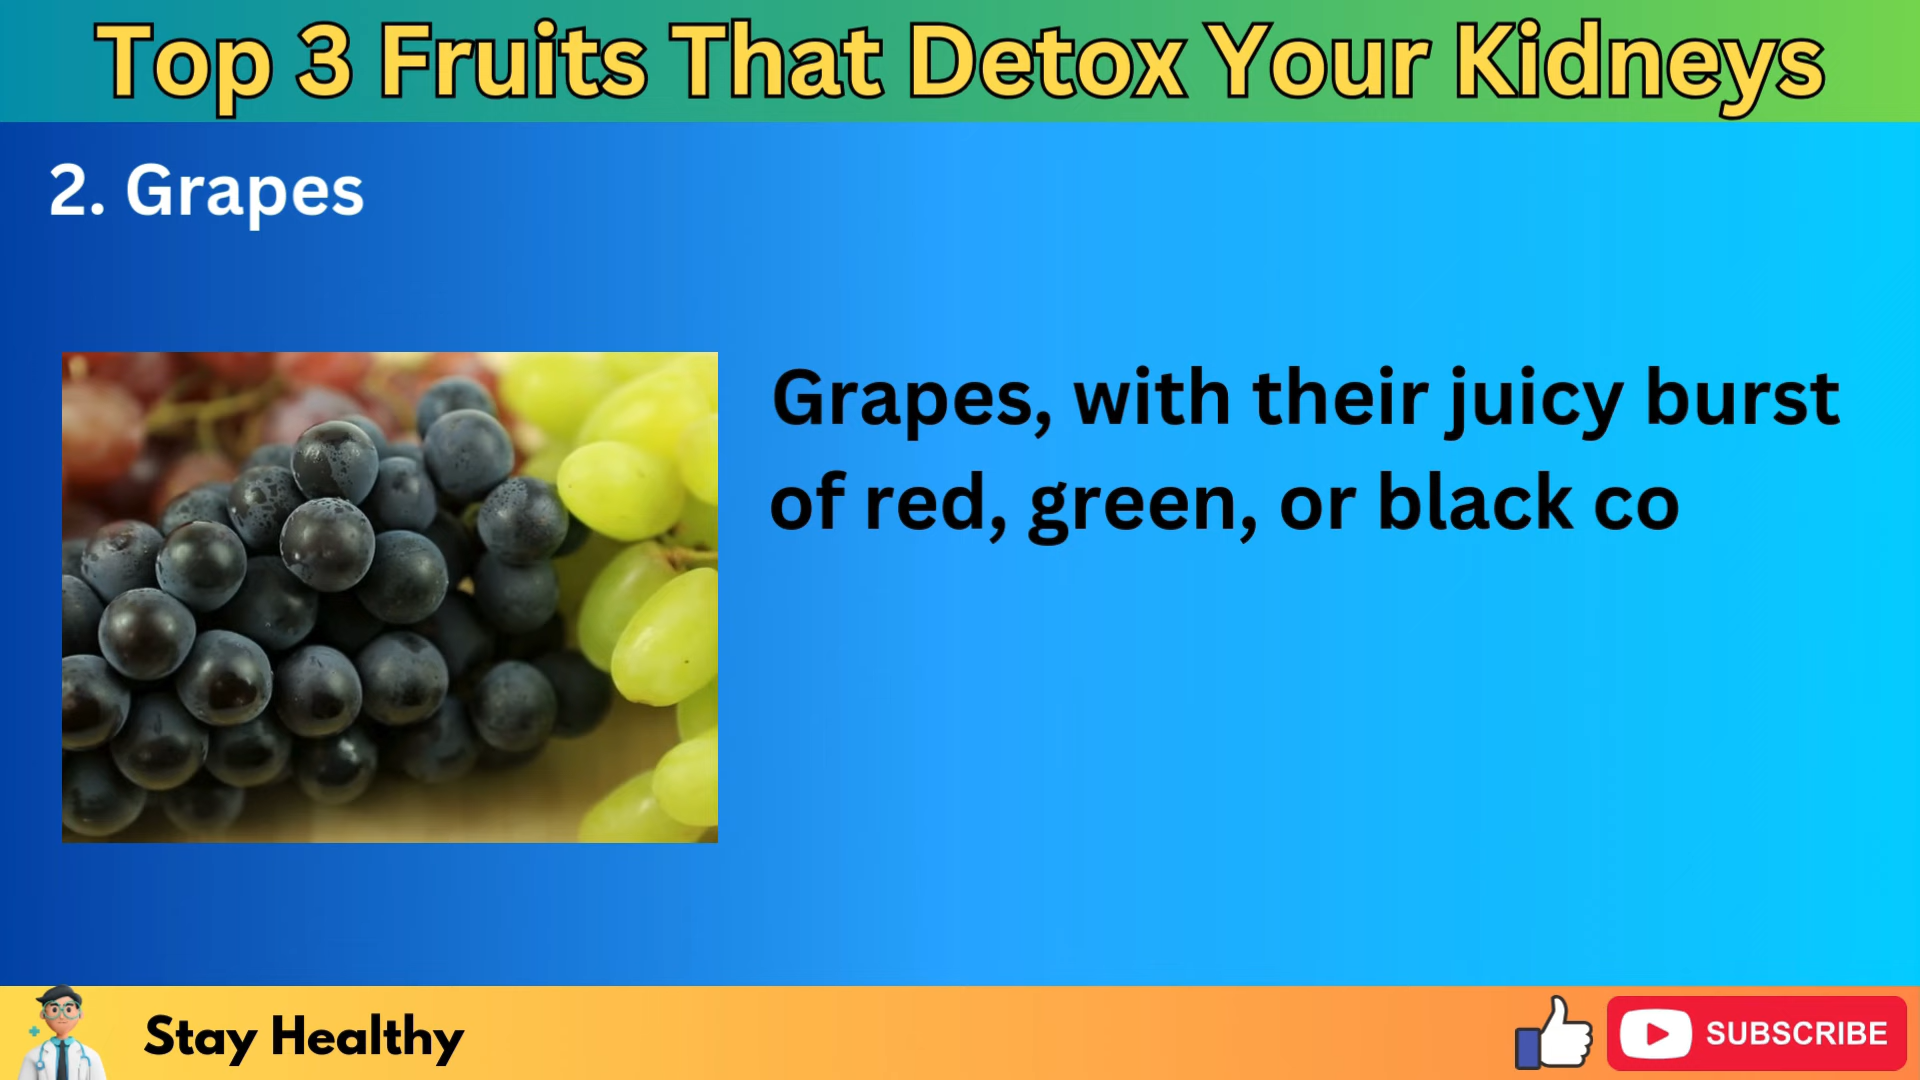 Top 3 Fruits That Detox Your Kidneys
2. Grapes
Grapes, with their juicy burst
of red, green, or black co
Stay Healthy
SUBSCRIBE